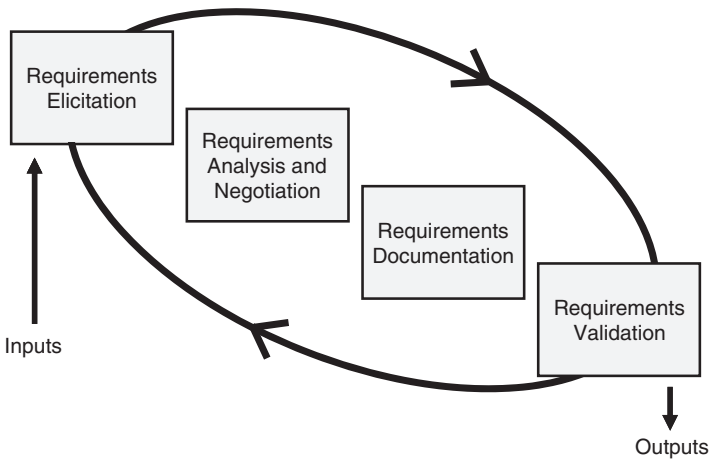 Requirements
Elicitation
Requirements
Analysis and
Negotiation
Requirements
Documentation
Requirements
Validation
Inputs
Outputs